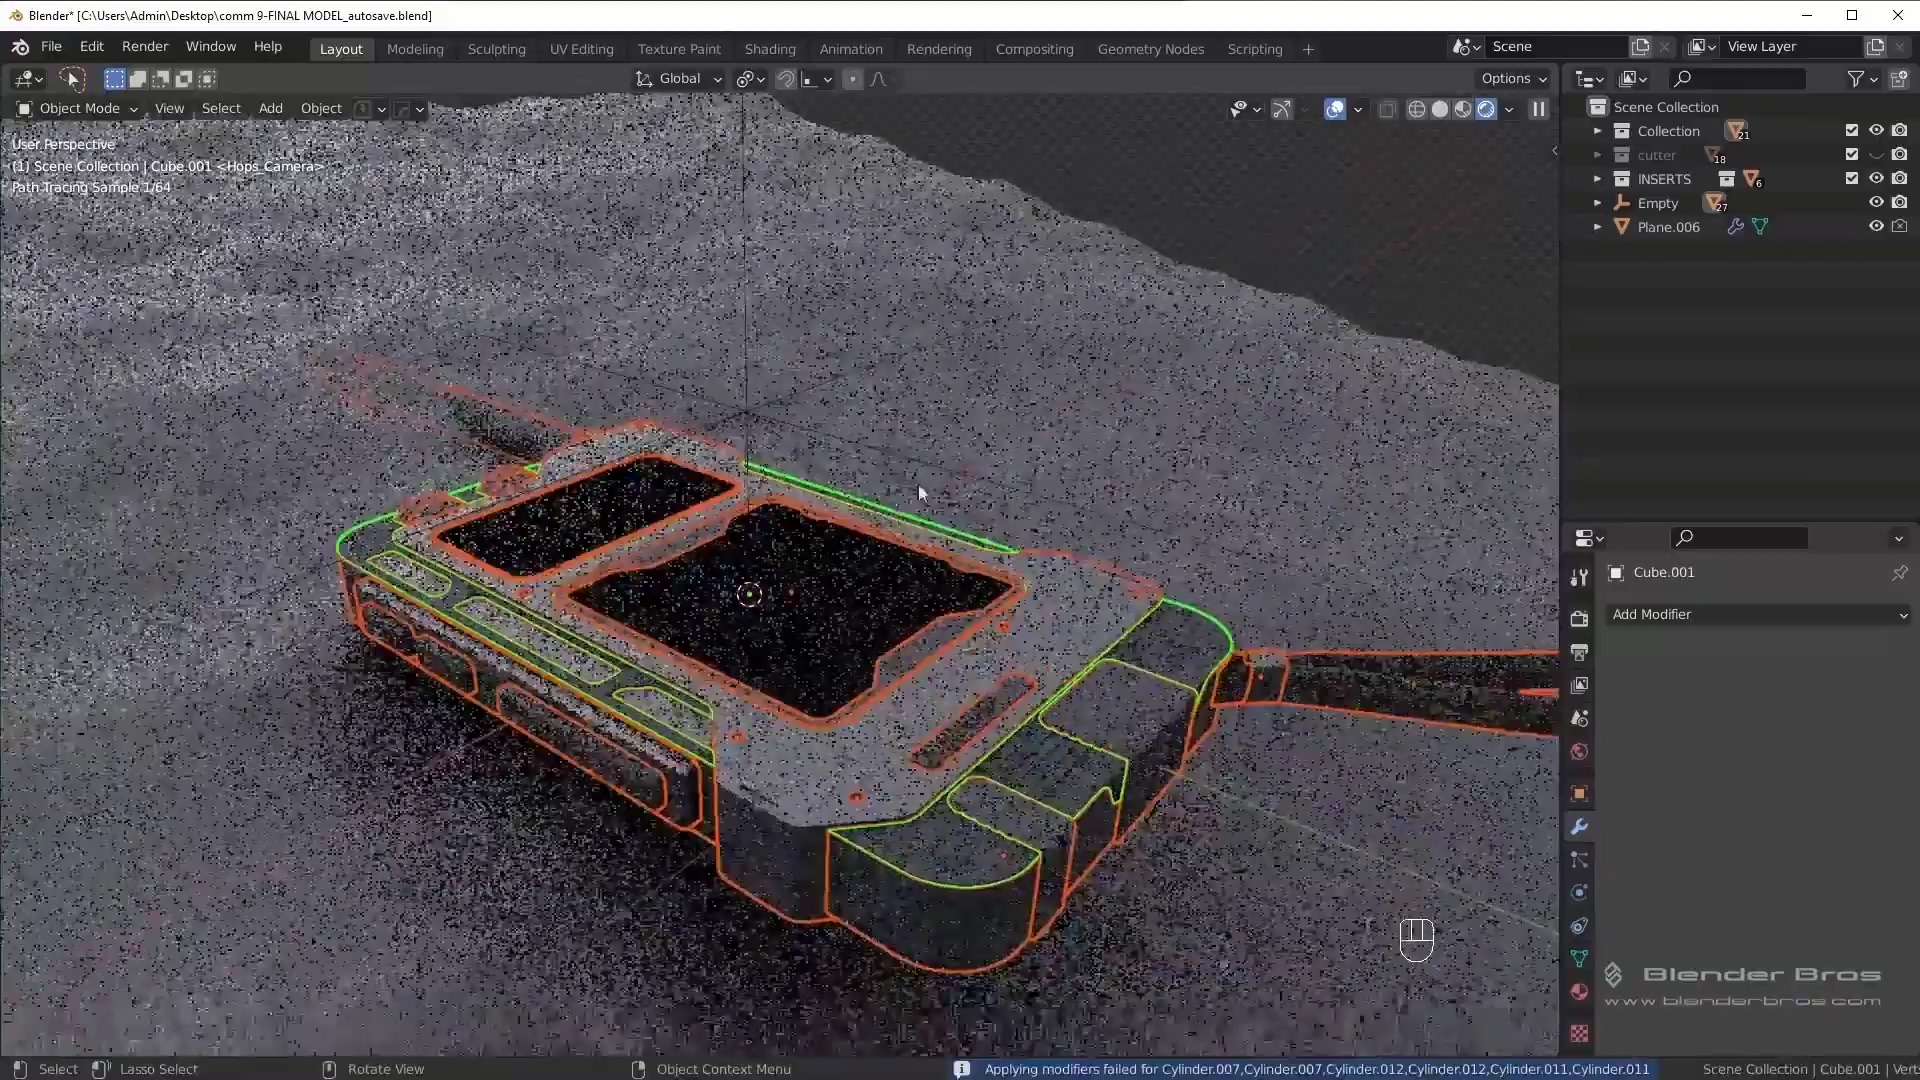 Blender* [C:\Users\Admin\Desktop\comm 9-FINAL MODEL_autosave.blend]
File Edit Render Window Help Layout Modeling Sculpting UV Editing Texture Paint Shading Animation Rendering Compositing Geometry Nodes Scripting + Scene View Layer
Global Options
Object Mode View Select Add Object
Scene Collection
User Perspective
Collection 21
(1) Scene Collection | Cube.001 <Hops_Camera>
cutter 18
Path Tracing Sample 1/64
INSERTS 6
Empty 27
Plane.006
Cube.001
Add Modifier
Blender Bros
www.blenderbros.com
Select Lasso Select Rotate View Object Context Menu Applying modifiers failed for Cylinder.007,Cylinder.007,Cylinder.012,Cylinder.012,Cylinder.011,Cylinder.011 Scene Collection | Cube.001 | Verts